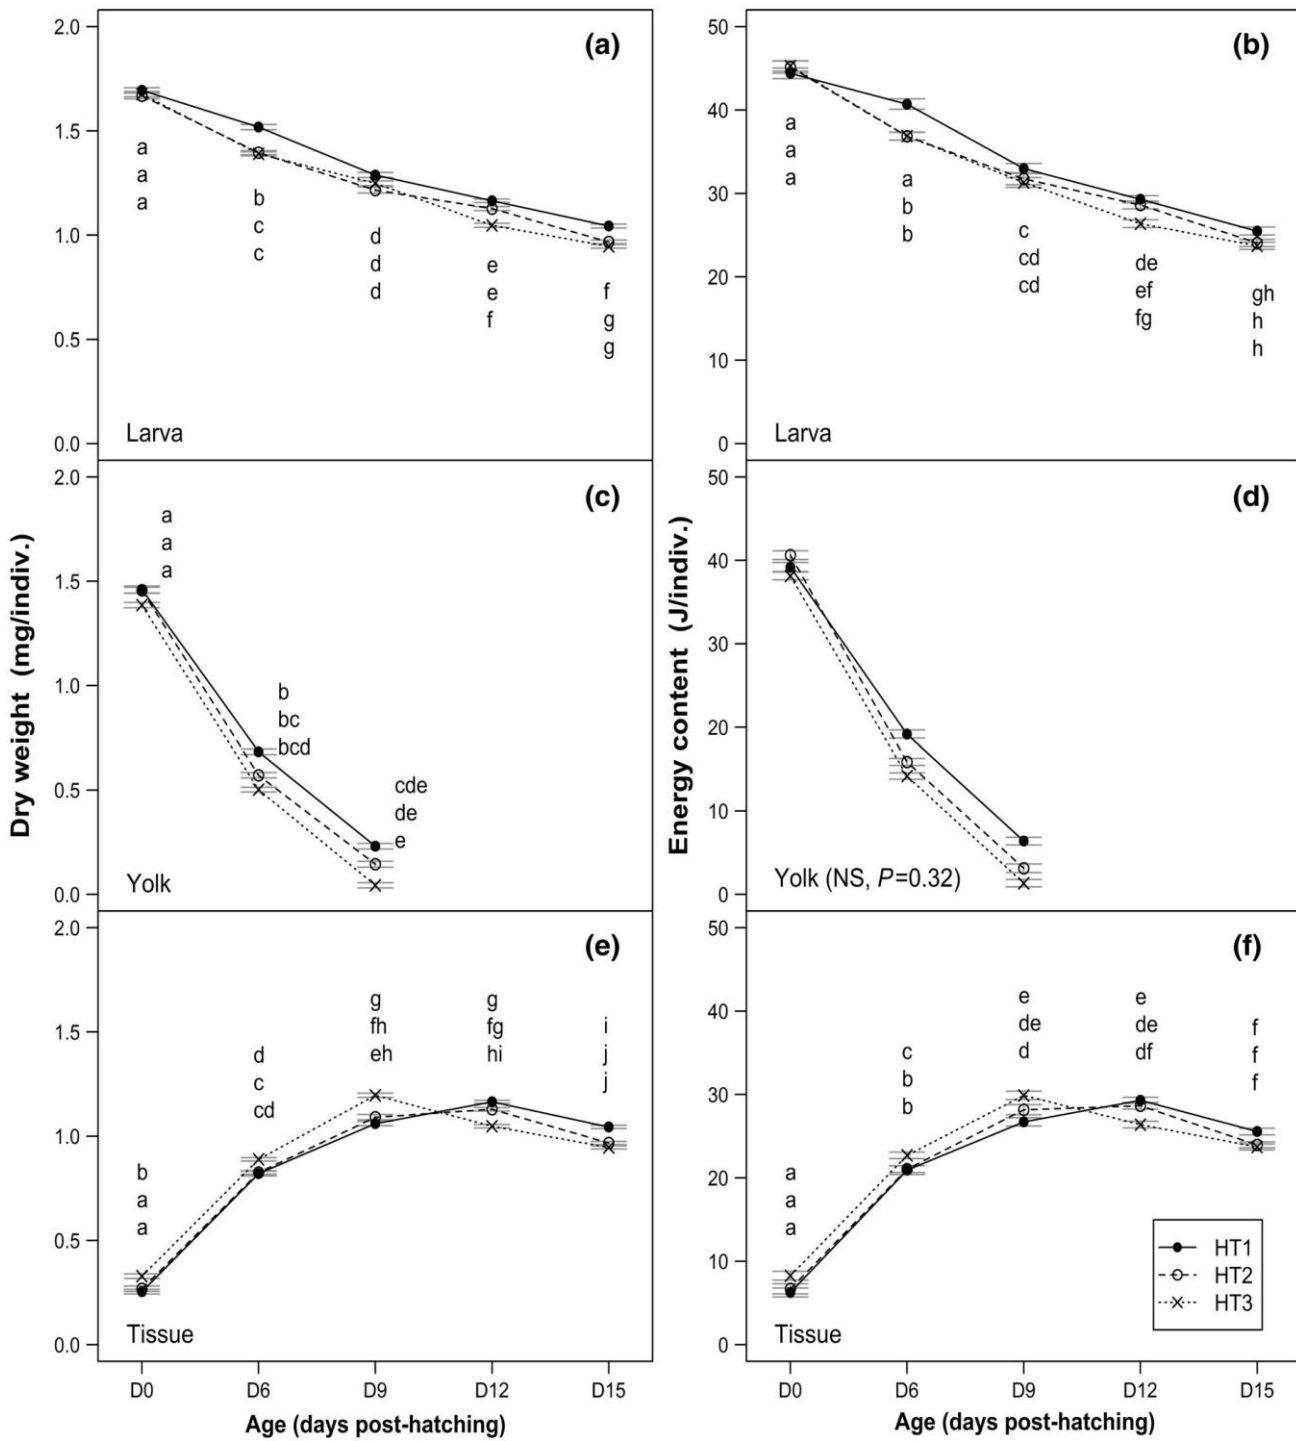 2.0
1.5
1.0
0.5
0.0
(a)
a
a
a
b
c
c
d
d
d
e
e
f
f
g
g
Larva
50
40
30
20
10
0
(b)
a
a
a
a
b
b
c
cd
cd
de
ef
fg
gh
h
h
Larva
Dry weight (mg/indiv.)
2.0
1.5
1.0
0.5
0.0
(c)
a
a
a
b
bc
bcd
cde
de
e
Yolk
Energy content (J/indiv.)
50
40
30
20
10
0
(d)
Yolk (NS, P=0.32)
2.0
1.5
1.0
0.5
0.0
(e)
b
a
a
d
c
cd
g
fh
eh
g
fg
hi
i
j
j
Tissue
D0 D6 D9 D12 D15
Age (days post-hatching)
50
40
30
20
10
0
(f)
a
a
a
c
b
b
e
de
d
e
de
df
f
f
f
HT1
HT2
HT3
Tissue
D0 D6 D9 D12 D15
Age (days post-hatching)